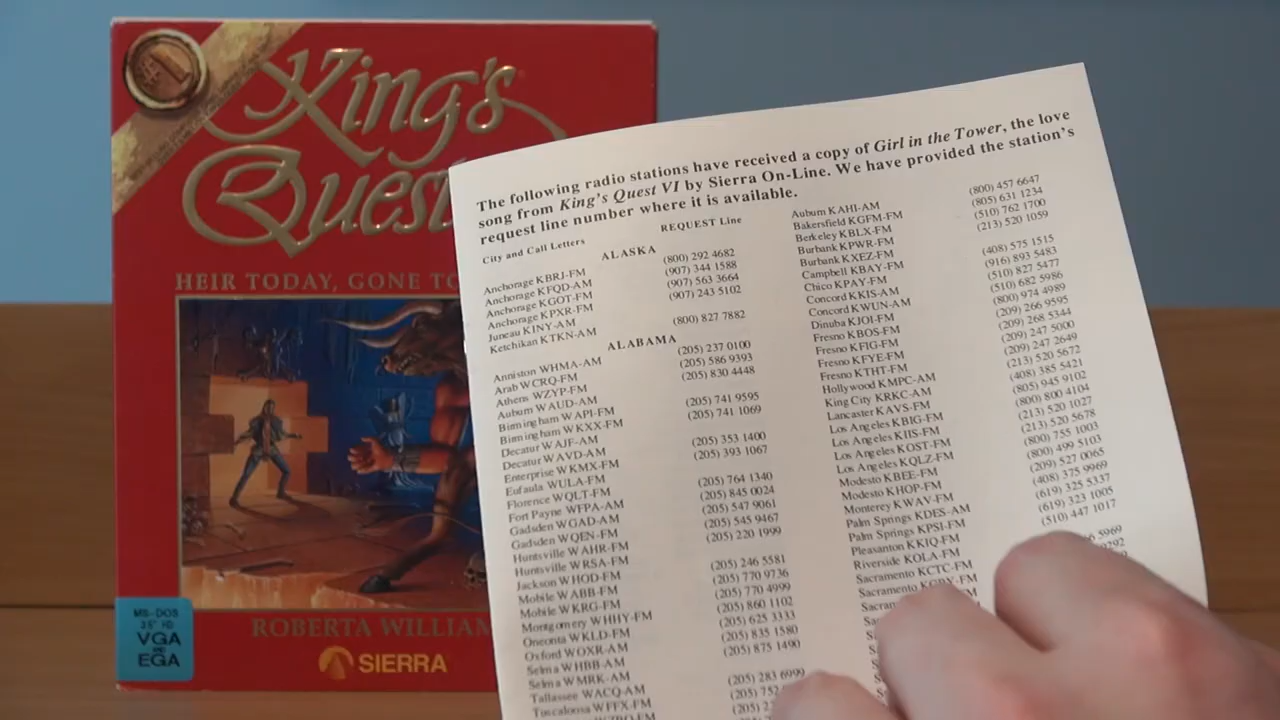 #1
King's
Quest
HEIR TODAY, GONE TO
MS-DOS
3.5" HD
VGA
AND
EGA
ROBERTA WILLIAM
SIERRA
The following radio stations have received a copy of Girl in the Tower, the love
song from King's Quest VI by Sierra On-Line. We have provided the station's
request line number where it is available.
City and Call Letters
REQUEST Line
ALASKA
Anchorage KBRJ-FM
Anchorage KFQD-AM
Anchorage KGOT-FM
Anchorage KPXR-FM
Juneau KINY-AM
Ketchikan KTKN-AM
(800) 292 4682
(907) 344 1588
(907) 563 3664
(907) 243 5102
(800) 827 7882
ALABAMA
Anniston WHMA-AM
Arab WCRQ-FM
Athens WZYP-FM
Auburn WAUD-AM
Birmingham WAPI-FM
Birmingham WKXX-FM
Decatur WAJF-AM
Decatur WAVD-AM
Enterprise WKMX-FM
Eufaula WULA-FM
Florence WQLT-FM
Fort Payne WFPA-AM
Gadsden WGAD-AM
Gadsden WQEN-FM
Huntsville WAHR-FM
Huntsville WRSA-FM
Jackson WHOD-FM
Mobile WABB-FM
Mobile WKRG-FM
Montgomery WHHY-FM
Oneonta WKLD-FM
Oxford WOXR-AM
Selma WHBB-AM
Selma WMRK-AM
Tallassee WACQ-AM
Tuscaloosa WFFX-FM
(205) 237 0100
(205) 586 9393
(205) 830 4448
(205) 741 9595
(205) 741 1069
(205) 353 1400
(205) 393 1067
(205) 764 1340
(205) 845 0024
(205) 547 9061
(205) 545 9467
(205) 220 1999
(205) 246 5581
(205) 770 9736
(205) 770 4999
(205) 860 1102
(205) 625 3333
(205) 835 1580
(205) 875 1490
(205) 283 6999
(205) 752
Auburn KAHI-AM
Bakersfield KGFM-FM
Berkeley KBLX-FM
Burbank KPWR-FM
Burbank KXEZ-FM
Campbell KBAY-FM
Chico KPAY-FM
Concord KKIS-AM
Concord KWUN-AM
Dinuba KJOI-FM
Fresno KBOS-FM
Fresno KFIG-FM
Fresno KFYE-FM
Fresno KTHT-FM
Hollywood KMPC-AM
King City KRKC-AM
Lancaster KAVS-FM
Los Angeles KBIG-FM
Los Angeles KIIS-FM
Los Angeles KOST-FM
Los Angeles KQLZ-FM
Modesto KBEE-FM
Modesto KHOP-FM
Monterey KWAV-FM
Palm Springs KDES-AM
Palm Springs KPSI-FM
Pleasanton KKIQ-FM
Riverside KOLA-FM
Sacramento KCTC-FM
Sacramento
(800) 457 6647
(805) 631 1234
(510) 762 1700
(213) 520 1059
(408) 575 1515
(916) 893 5483
(510) 827 5477
(510) 682 5986
(800) 974 4989
(209) 266 9595
(209) 268 5344
(209) 247 5000
(209) 247 2649
(213) 520 5672
(408) 385 5421
(805) 945 9102
(800) 800 4104
(213) 520 1027
(213) 520 5678
(800) 755 1003
(800) 499 5103
(209) 527 0065
(408) 375 9969
(619) 325 5337
(619) 323 1005
(510) 447 1017
5969